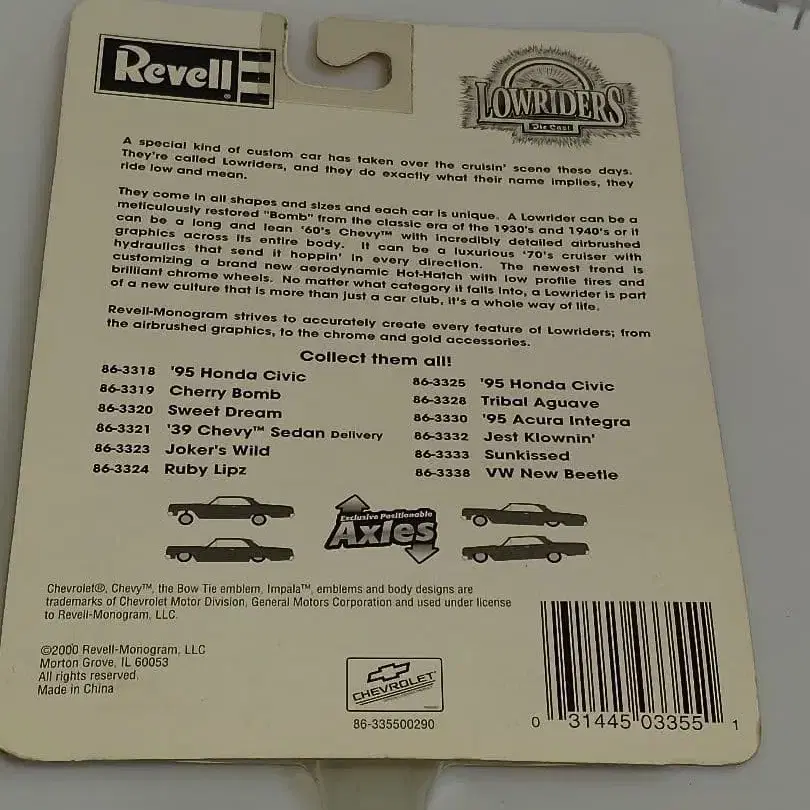 Revell
LOWRIDERS
Die Cast
A special kind of custom car has taken over the cruisin' scene these days.
They're called Lowriders, and they do exactly what their name implies, they
ride low and mean.
They come in all shapes and sizes and each car is unique. A Lowrider can be a
meticulously restored "Bomb" from the classic era of the 1930's and 1940's or it
can be a long and lean '60's Chevy™ with incredibly detailed airbrushed
graphics across its entire body. It can be a luxurious '70's cruiser with
hydraulics that send it hoppin' in every direction. The newest trend is
customizing a brand new aerodynamic Hot-Hatch with low profile tires and
brilliant chrome wheels. No matter what category it falls into, a Lowrider is part
of a new culture that is more than just a car club, it's a whole way of life.
Revell-Monogram strives to accurately create every feature of Lowriders; from
the airbrushed graphics, to the chrome and gold accessories.
Collect them all!
86-3318 '95 Honda Civic
86-3319 Cherry Bomb
86-3320 Sweet Dream
86-3321 '39 Chevy™ Sedan Delivery
86-3323 Joker's Wild
86-3324 Ruby Lipz
86-3325 '95 Honda Civic
86-3328 Tribal Aguave
86-3330 '95 Acura Integra
86-3332 Jest Klownin'
86-3333 Sunkissed
86-3338 VW New Beetle
Exclusive Positionable
Axles
Chevrolet®, Chevy™, the Bow Tie emblem, Impala™, emblems and body designs are
trademarks of Chevrolet Motor Division, General Motors Corporation and used under license
to Revell-Monogram, LLC.
©2000 Revell-Monogram, LLC
Morton Grove, IL 60053
All rights reserved.
Made in China
CHEVROLET
86-335500290
0 31445 03355 1